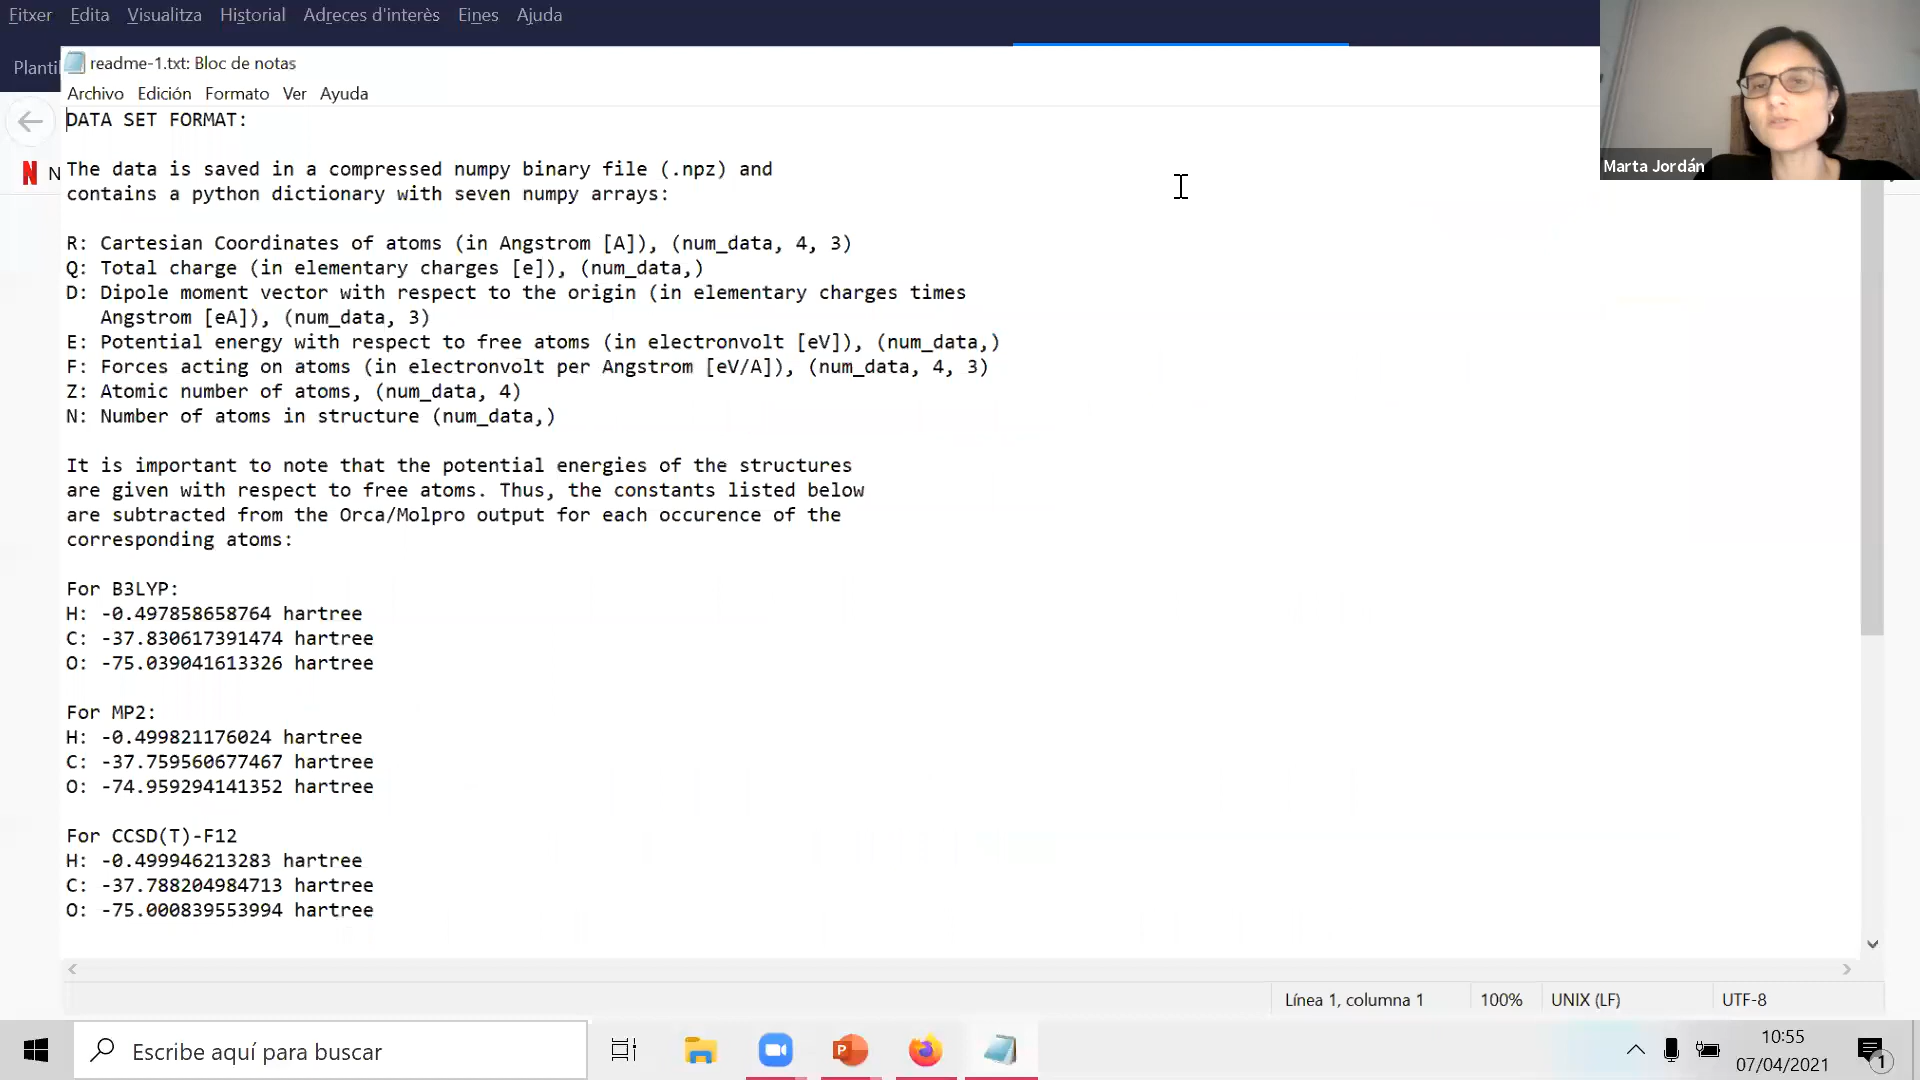 Fitxer Edita Visualitza Historial Adreces d'interès Eines Ajuda
Plantil
readme-1.txt: Bloc de notas
Archivo Edición Formato Ver Ayuda
N
DATA SET FORMAT:
The data is saved in a compressed numpy binary file (.npz) and
contains a python dictionary with seven numpy arrays:
R: Cartesian Coordinates of atoms (in Angstrom [A]), (num_data, 4, 3)
Q: Total charge (in elementary charges [e]), (num_data,)
D: Dipole moment vector with respect to the origin (in elementary charges times
Angstrom [eA]), (num_data, 3)
E: Potential energy with respect to free atoms (in electronvolt [eV]), (num_data,)
F: Forces acting on atoms (in electronvolt per Angstrom [eV/A]), (num_data, 4, 3)
Z: Atomic number of atoms, (num_data, 4)
N: Number of atoms in structure (num_data,)
It is important to note that the potential energies of the structures
are given with respect to free atoms. Thus, the constants listed below
are subtracted from the Orca/Molpro output for each occurence of the
corresponding atoms:
For B3LYP:
H: -0.497858658764 hartree
C: -37.830617391474 hartree
O: -75.039041613326 hartree
For MP2:
H: -0.499821176024 hartree
C: -37.759560677467 hartree
O: -74.959294141352 hartree
For CCSD(T)-F12
H: -0.499946213283 hartree
C: -37.788204984713 hartree
O: -75.000839553994 hartree
Marta Jordán
Línea 1, columna 1 100% UNIX (LF) UTF-8
Escribe aquí para buscar
10:55
07/04/2021
1